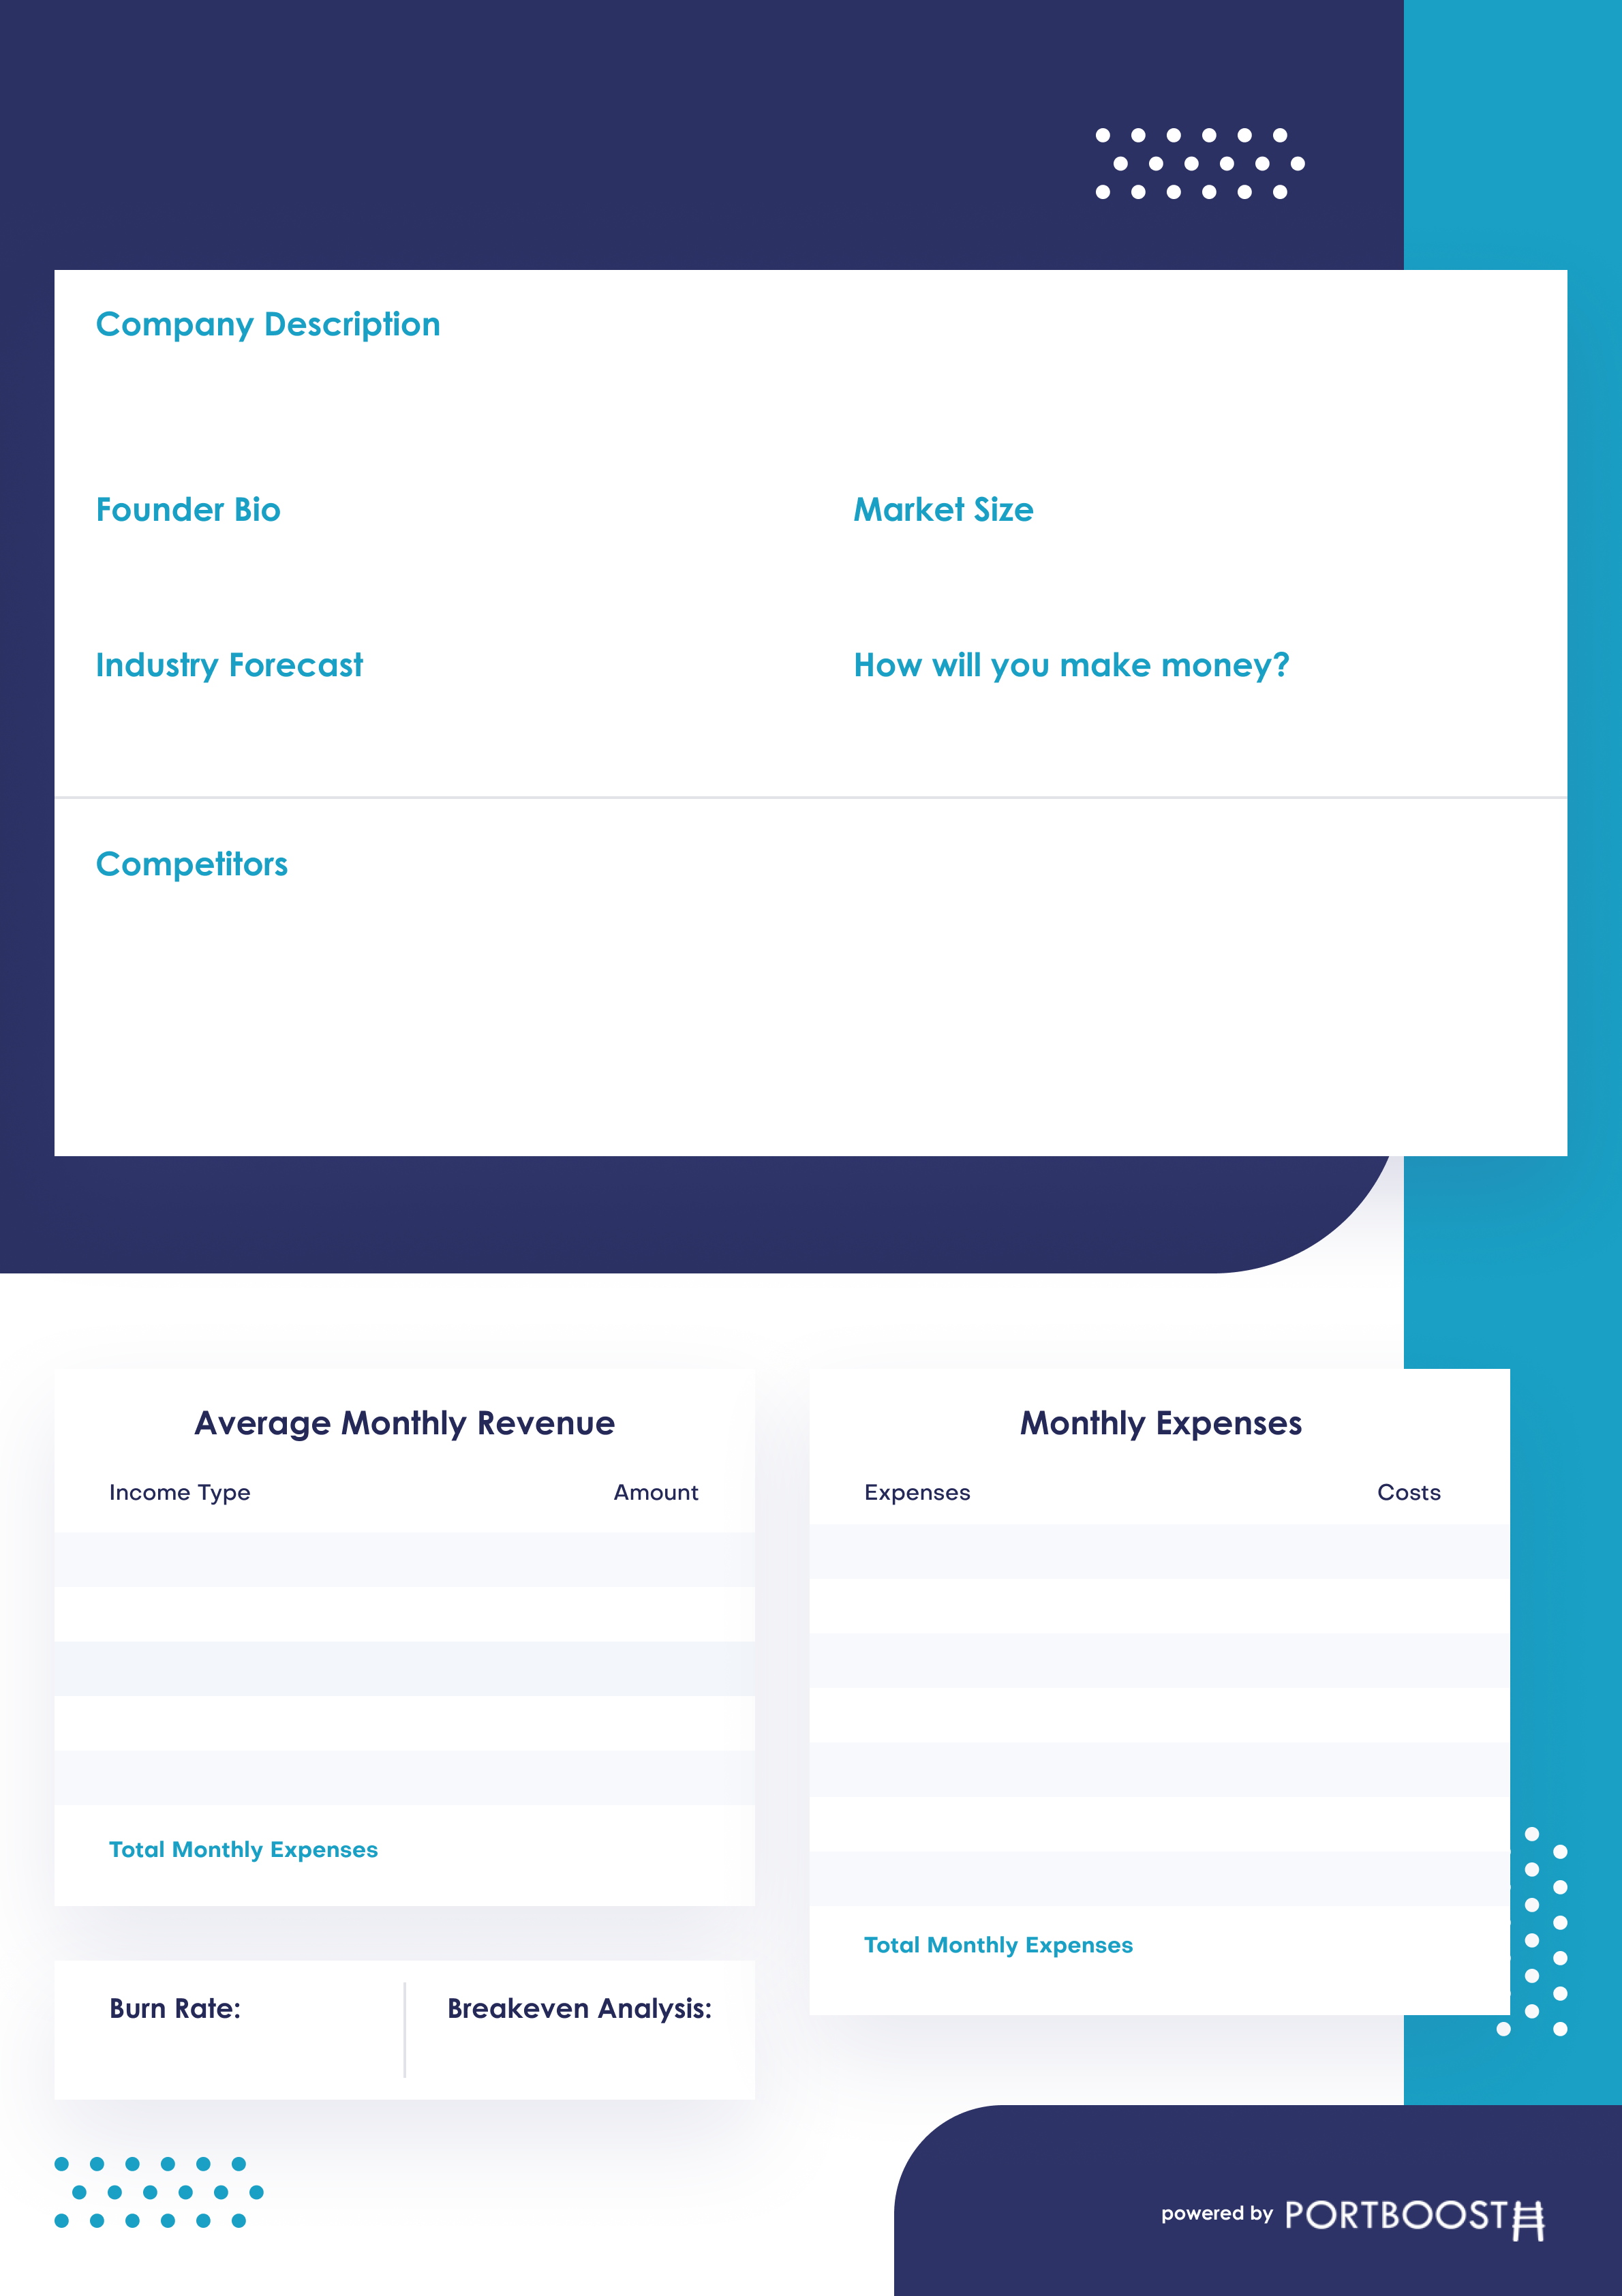 Company Description
Founder Bio
Market Size
Industry Forecast
How will you make money?
Competitors
Average Monthly Revenue
Income Type
Amount
Total Monthly Expenses
Monthly Expenses
Expenses
Costs
Total Monthly Expenses
Burn Rate:
Breakeven Analysis:
powered by PORTBOOST